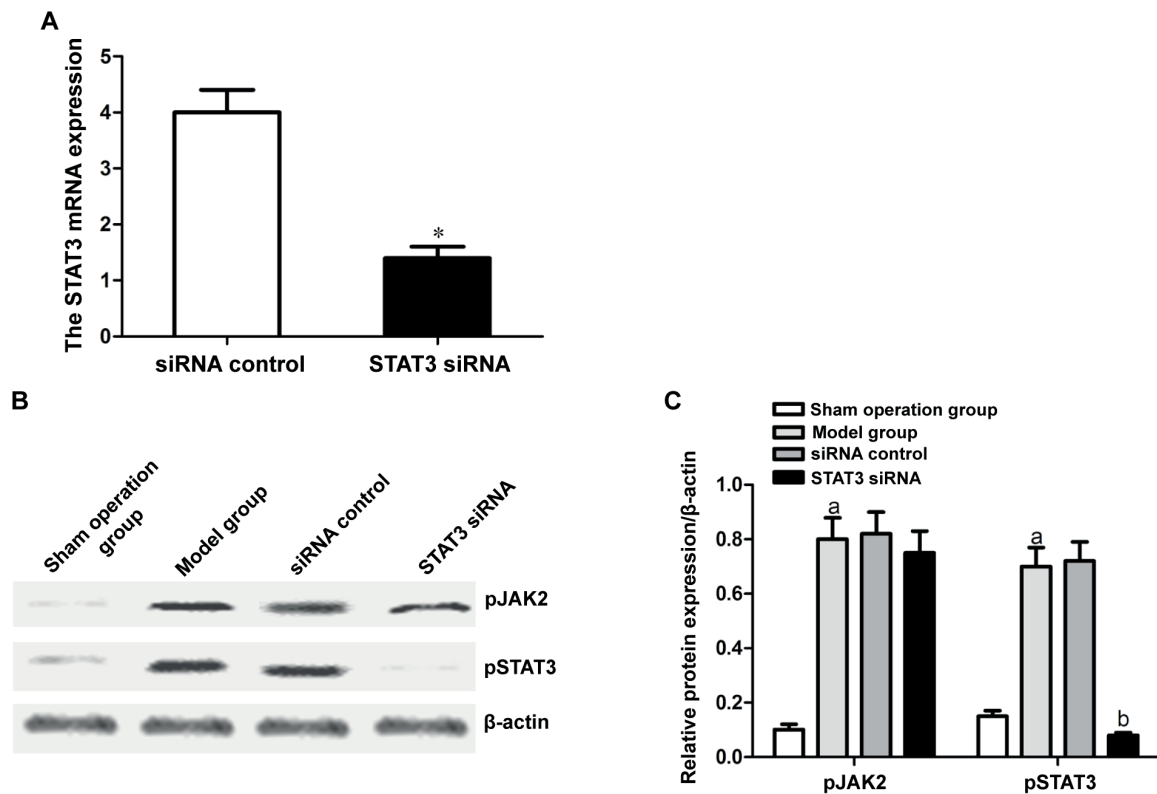 A
The STAT3 mRNA expression
5
4
3
2
1
0
*
siRNA control
STAT3 siRNA
B
Sham operation
group
Model group
siRNA control
STAT3 siRNA
pJAK2
pSTAT3
β-actin
C
Sham operation group
Model group
siRNA control
STAT3 siRNA
Relative protein expression/β-actin
1.0
0.8
0.6
0.4
0.2
0.0
a
a
b
pJAK2
pSTAT3